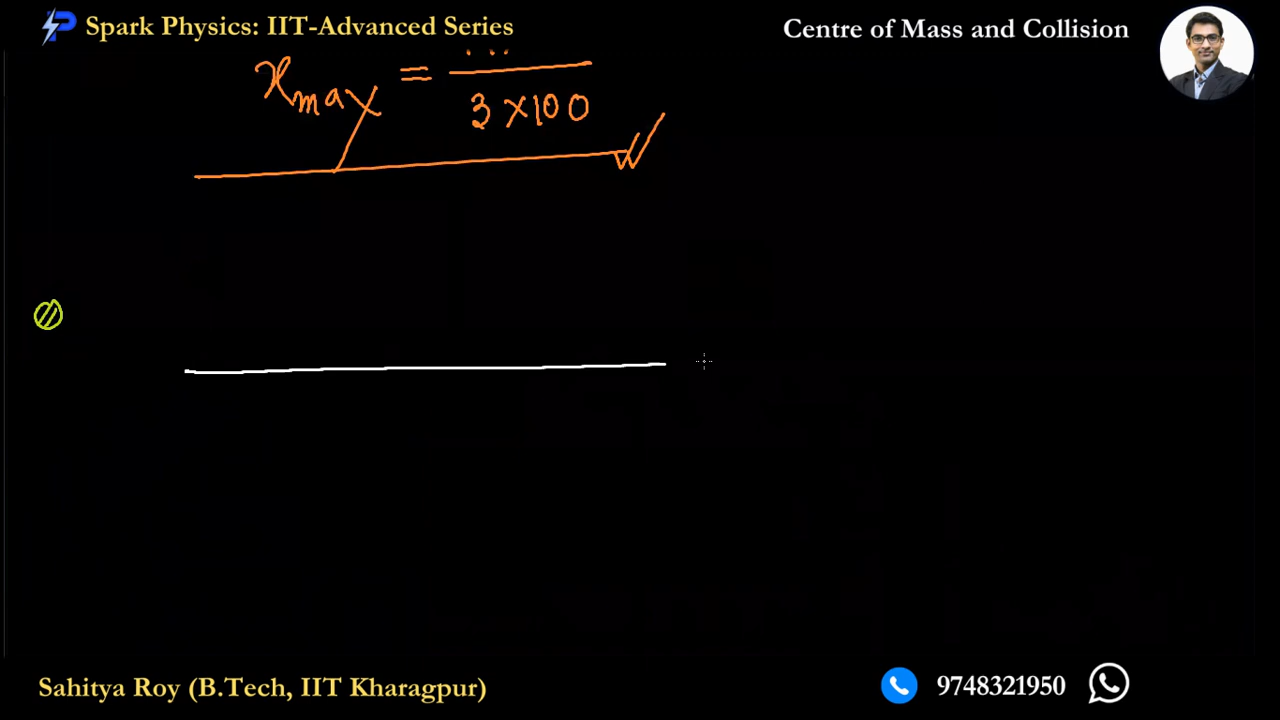 Spark Physics: IIT-Advanced Series
Centre of Mass and Collision
x_max = ___
3 × 100
Sahitya Roy (B.Tech, IIT Kharagpur)
9748321950